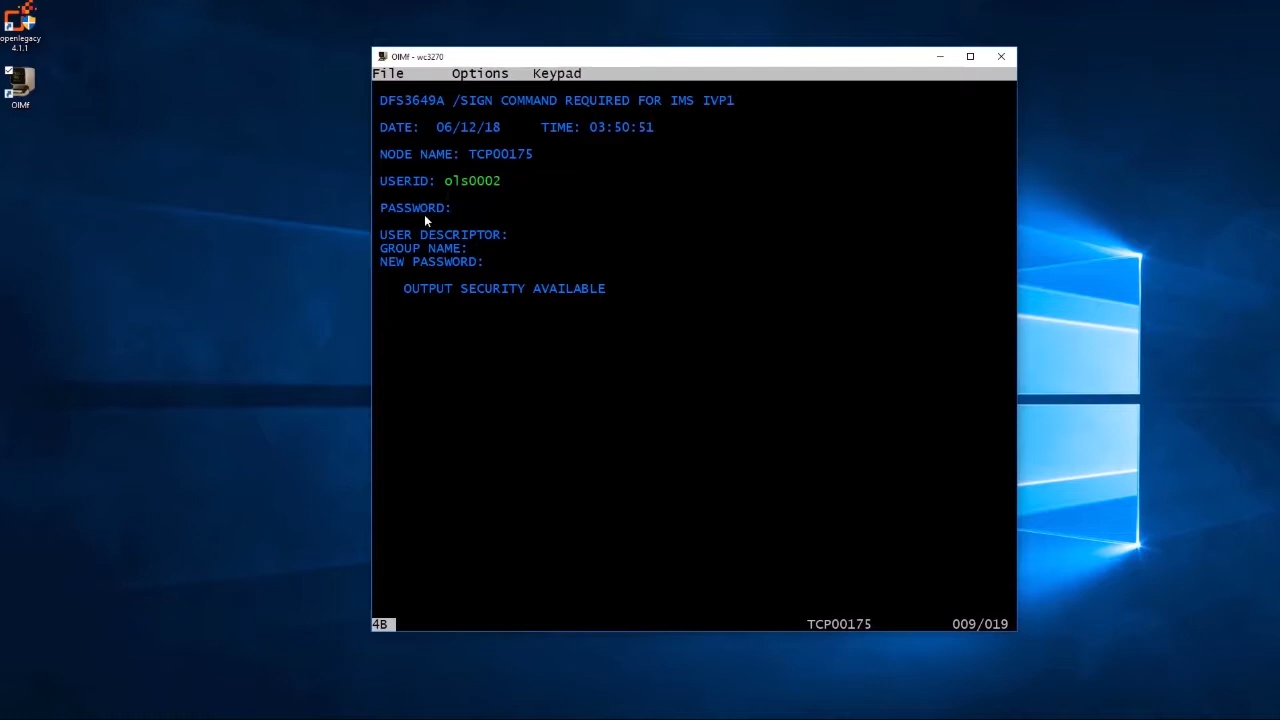 openlegacy
4.1.1
OIMf
OIMf - wc3270
File Options Keypad
DFS3649A /SIGN COMMAND REQUIRED FOR IMS IVP1
DATE: 06/12/18 TIME: 03:50:51
NODE NAME: TCP00175
USERID: ols0002
PASSWORD:
USER DESCRIPTOR:
GROUP NAME:
NEW PASSWORD:
OUTPUT SECURITY AVAILABLE
4B TCP00175 009/019